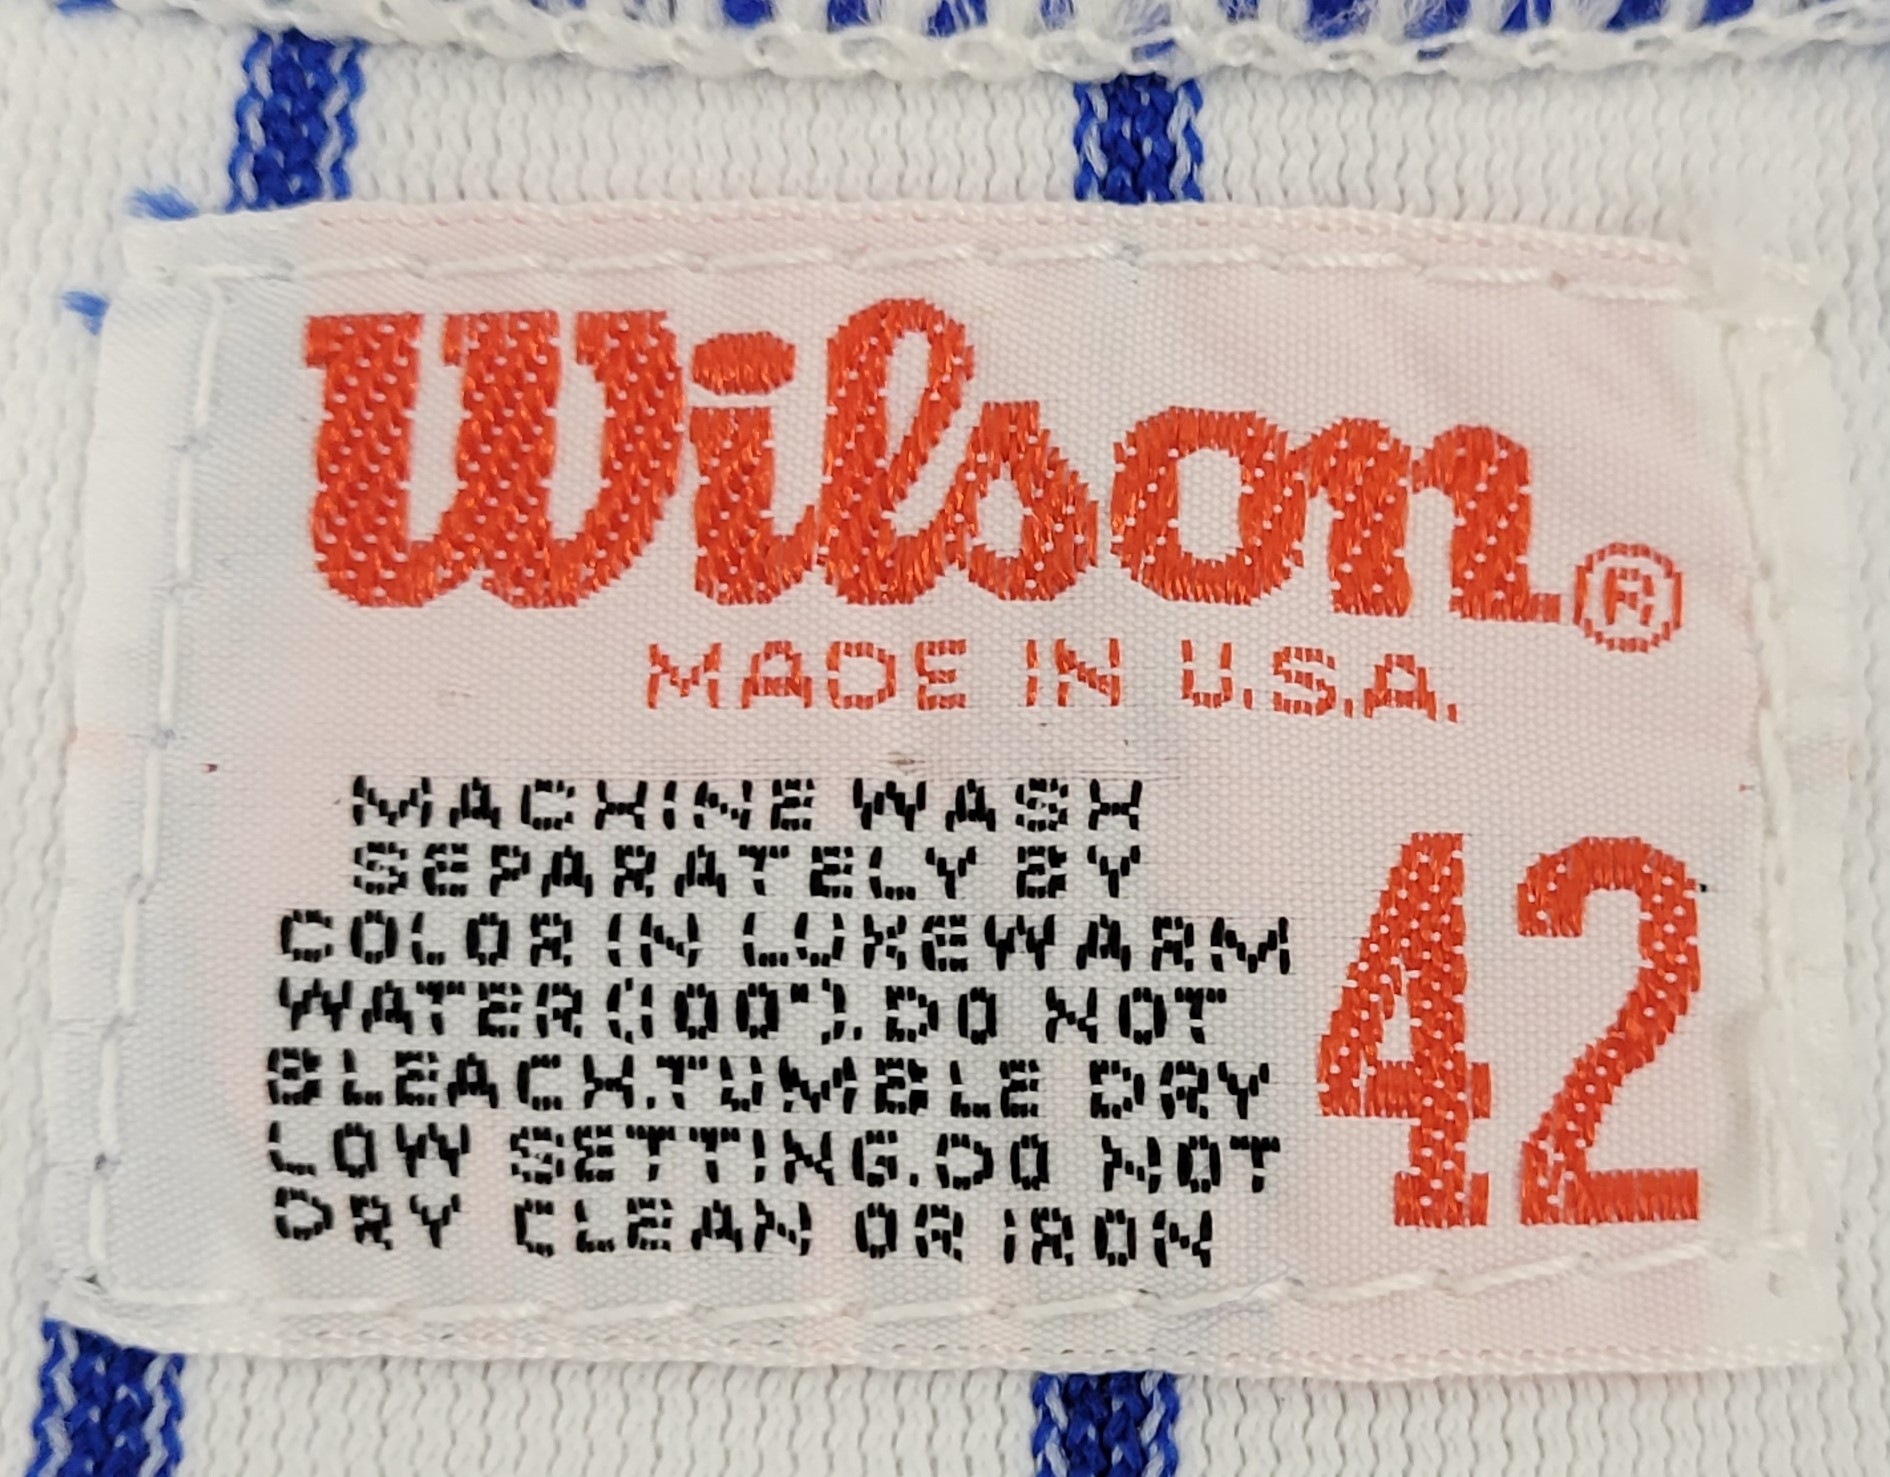 Wilson®
MADE IN U.S.A.
MACHINE WASH
SEPARATELY BY
COLOR IN LUKEWARM
WATER(100°).DO NOT
BLEACH.TUMBLE DRY
LOW SETTING.DO NOT
DRY CLEAN OR IRON
42